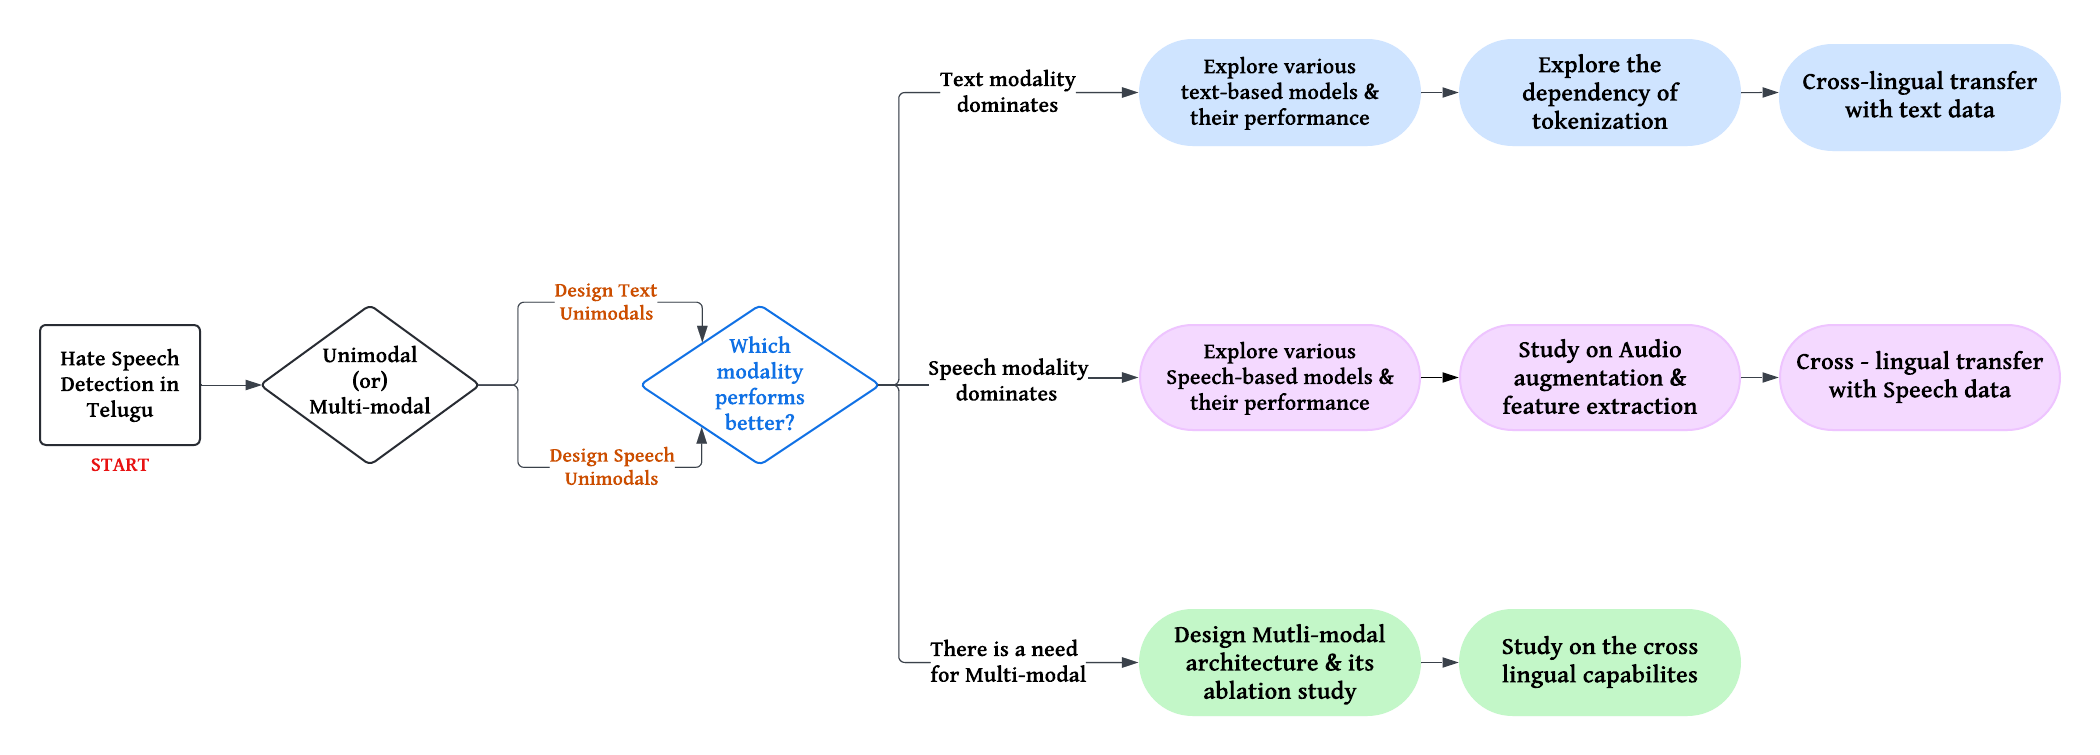 Hate Speech
Detection in
Telugu
START
Unimodal
(or)
Multi-modal
Design Text
Unimodals
Design Speech
Unimodals
Which
modality
performs
better?
Text modality
dominates
Explore various
text-based models &
their performance
Explore the
dependency of
tokenization
Cross-lingual transfer
with text data
Speech modality
dominates
Explore various
Speech-based models &
their performance
Study on Audio
augmentation &
feature extraction
Cross - lingual transfer
with Speech data
There is a need
for Multi-modal
Design Mutli-modal
architecture & its
ablation study
Study on the cross
lingual capabilites